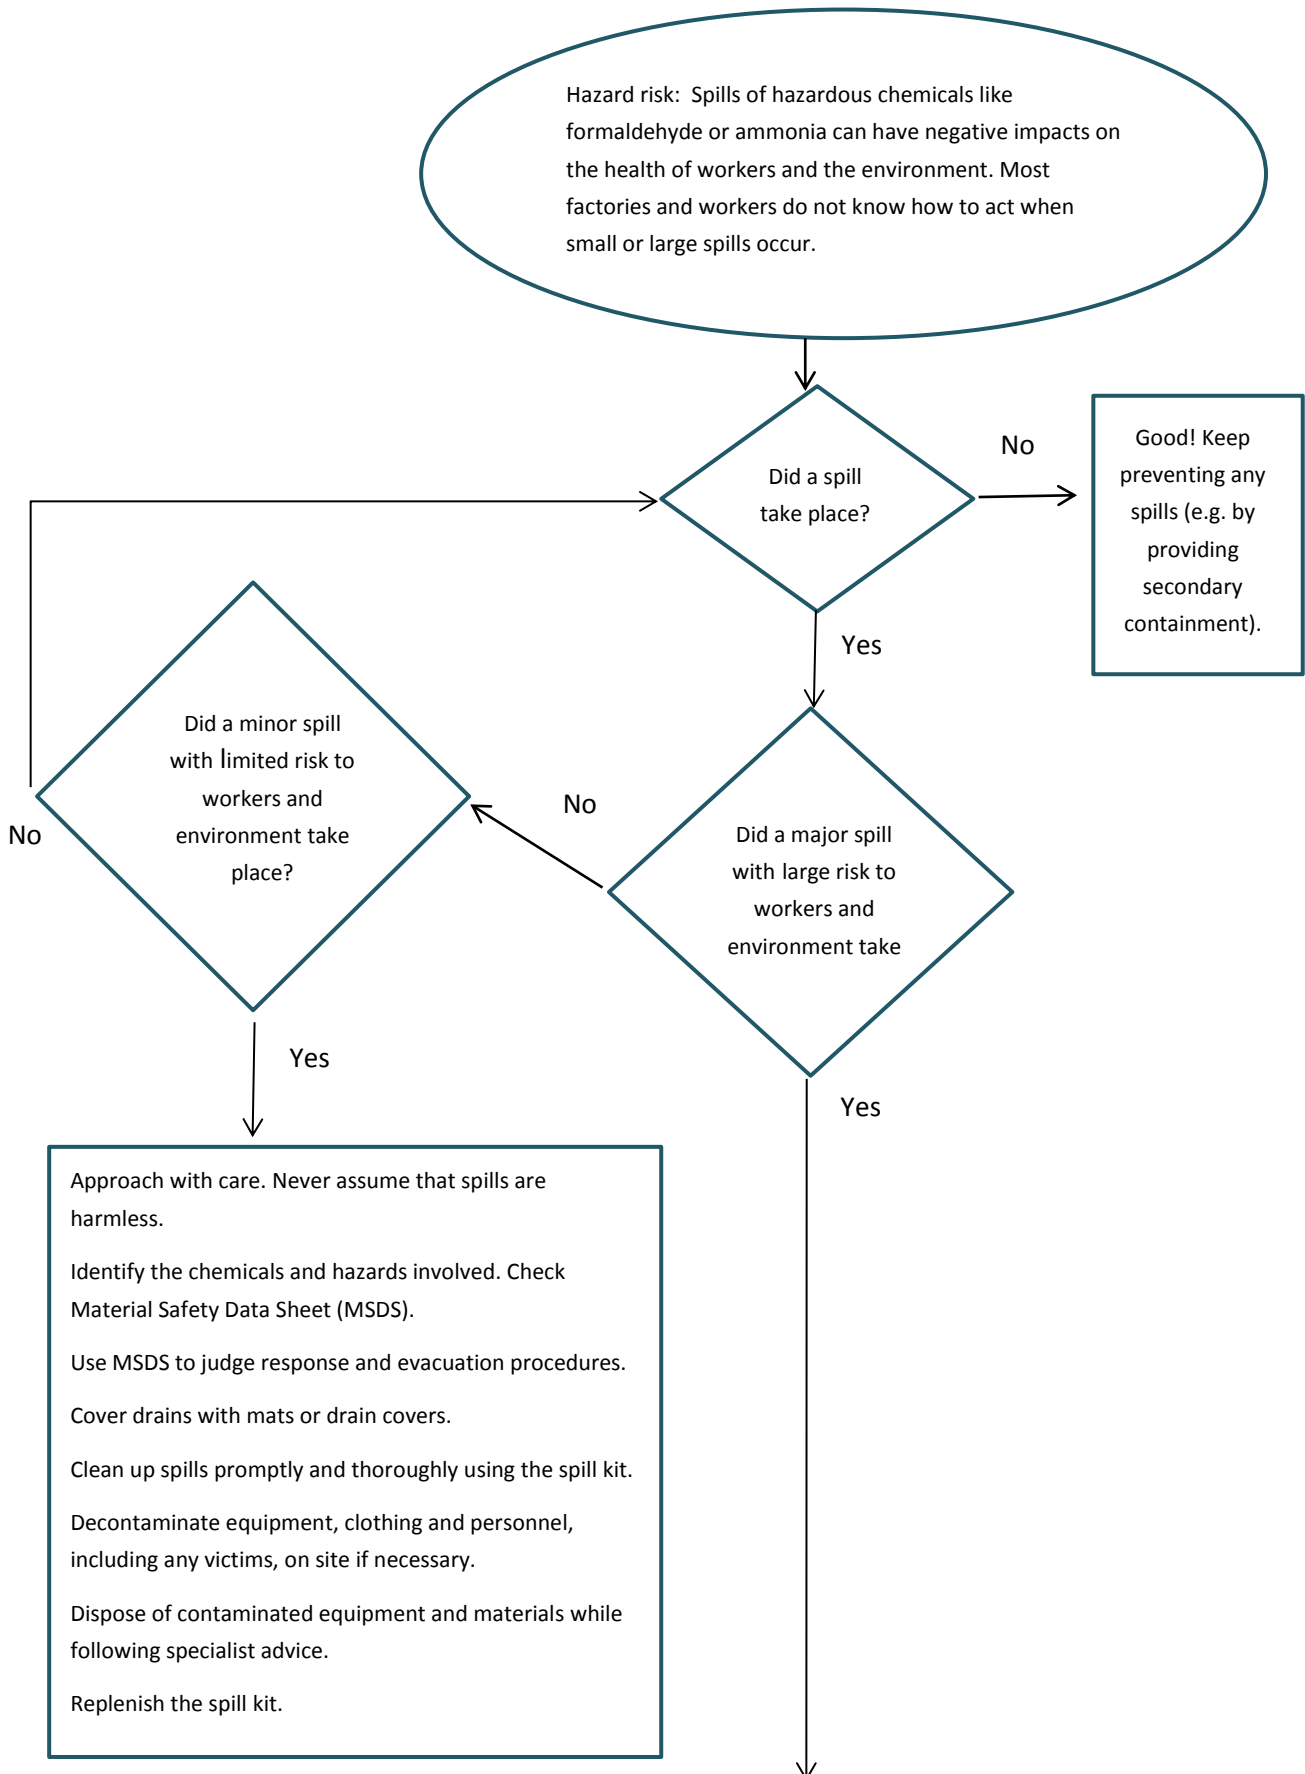 Hazard risk:  Spills of hazardous chemicals like
formaldehyde or ammonia can have negative impacts on
the health of workers and the environment. Most
factories and workers do not know how to act when
small or large spills occur.
Did a spill
take place?
No
Good! Keep
preventing any
spills (e.g. by
providing
secondary
containment).
Yes
Did a major spill
with large risk to
workers and
environment take
No
Did a minor spill
with limited risk to
workers and
environment take
place?
No
Yes
Yes
Approach with care. Never assume that spills are
harmless.
Identify the chemicals and hazards involved. Check
Material Safety Data Sheet (MSDS).
Use MSDS to judge response and evacuation procedures.
Cover drains with mats or drain covers.
Clean up spills promptly and thoroughly using the spill kit.
Decontaminate equipment, clothing and personnel,
including any victims, on site if necessary.
Dispose of contaminated equipment and materials while
following specialist advice.
Replenish the spill kit.